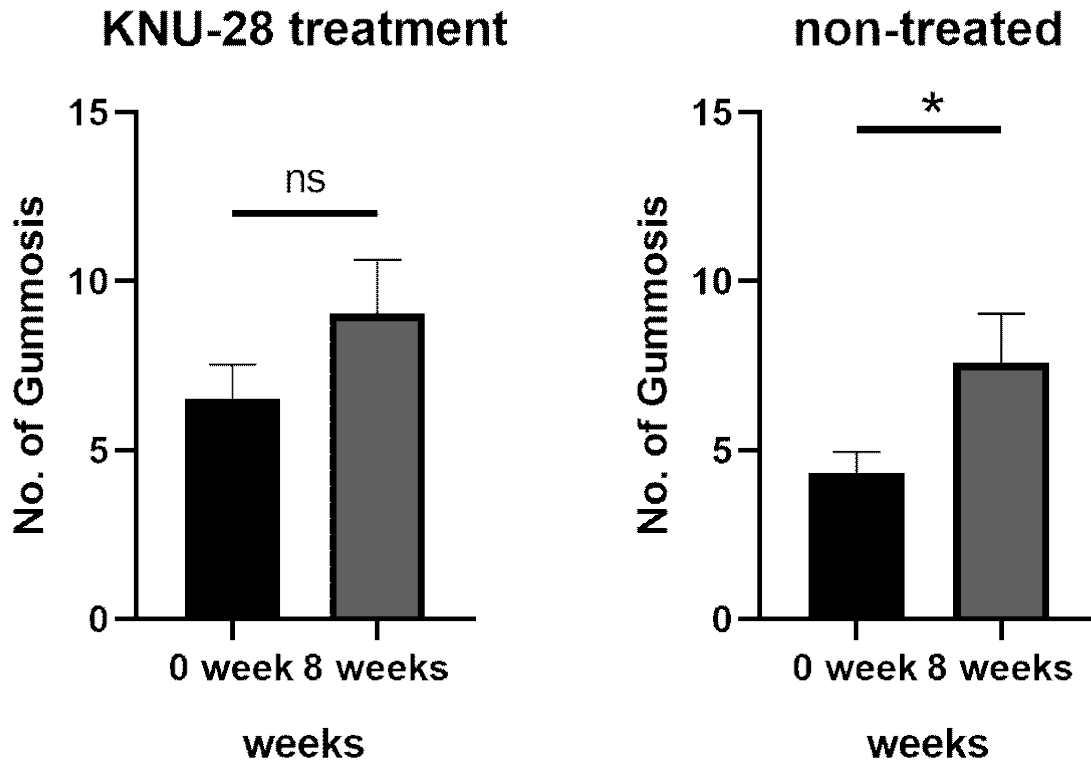 KNU-28 treatment
No. of Gummosis
15
10
5
0
ns
0 week 8 weeks
weeks
non-treated
No. of Gummosis
15
10
5
0
*
0 week 8 weeks
weeks